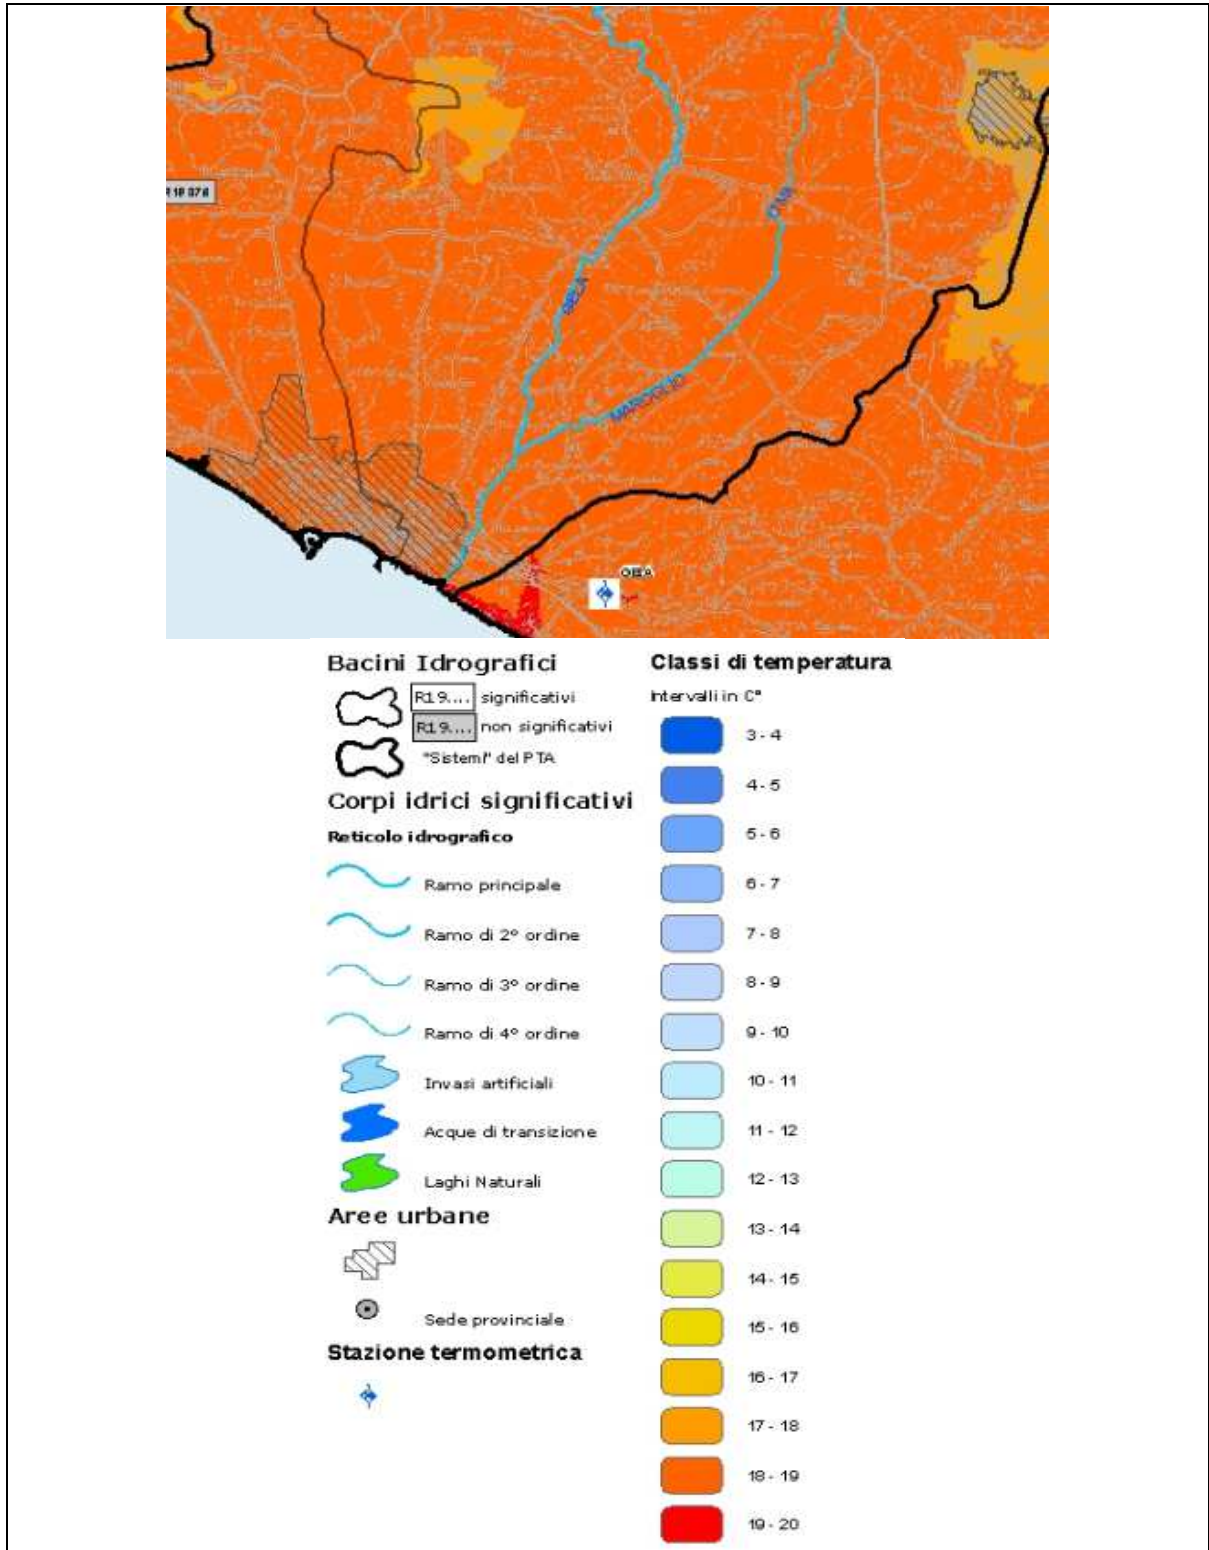 R19 076
GELA
CIMIA
MAROGLIO
GELA
Bacini Idrografici
R19.... significativi
R19.... non significativi
"Sistemi" del PTA
Corpi idrici significativi
Reticolo idrografico
Ramo principale
Ramo di 2° ordine
Ramo di 3° ordine
Ramo di 4° ordine
Invasi artificiali
Acque di transizione
Laghi Naturali
Aree urbane
Sede provinciale
Stazione termometrica
Classi di temperatura
Intervalli in C°
3 - 4
4 - 5
5 - 6
6 - 7
7 - 8
8 - 9
9 - 10
10 - 11
11 - 12
12 - 13
13 - 14
14 - 15
15 - 16
16 - 17
17 - 18
18 - 19
19 - 20